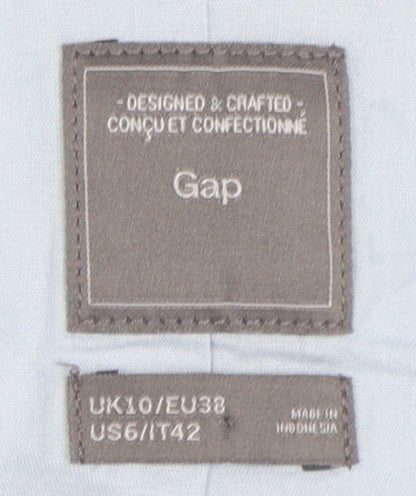 - DESIGNED & CRAFTED -
CONÇU ET CONFECTIONNÉ
Gap
UK10/EU38
US6/IT42
MADE IN
INDONESIA